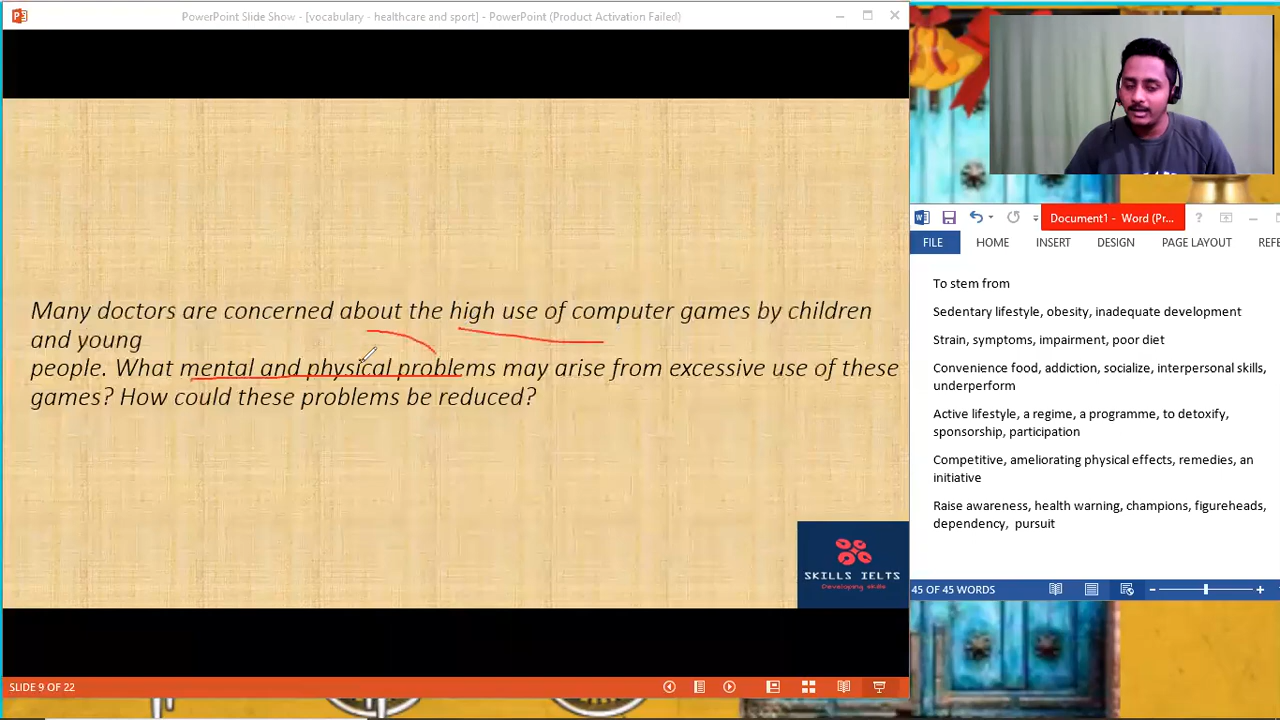 PowerPoint Slide Show - [vocabulary - healthcare and sport] - PowerPoint (Product Activation Failed)
Many doctors are concerned about the high use of computer games by children
and young
people. What mental and physical problems may arise from excessive use of these
games? How could these problems be reduced?
SKILLS IELTS
Developing skills
SLIDE 9 OF 22
Document1 - Word (Pr...
FILE HOME INSERT DESIGN PAGE LAYOUT REFE
To stem from
Sedentary lifestyle, obesity, inadequate development
Strain, symptoms, impairment, poor diet
Convenience food, addiction, socialize, interpersonal skills,
underperform
Active lifestyle, a regime, a programme, to detoxify,
sponsorship, participation
Competitive, ameliorating physical effects, remedies, an
initiative
Raise awareness, health warning, champions, figureheads,
dependency, pursuit
45 OF 45 WORDS